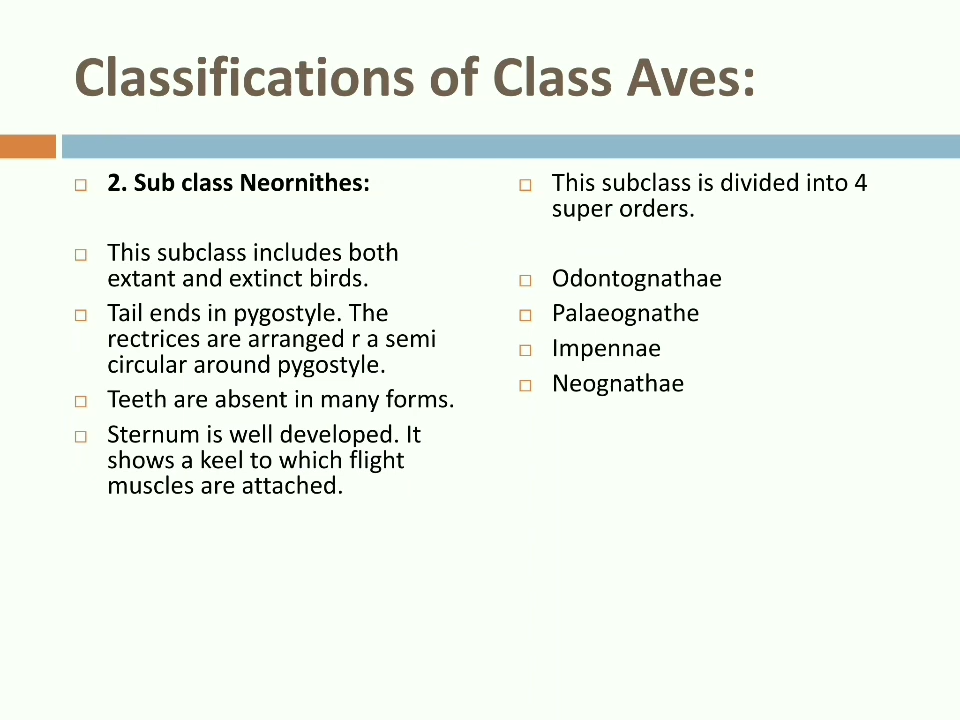 Classifications of Class Aves:
2. Sub class Neornithes:
This subclass includes both
extant and extinct birds.
Tail ends in pygostyle. The
rectrices are arranged r a semi
circular around pygostyle.
Teeth are absent in many forms.
Sternum is well developed. It
shows a keel to which flight
muscles are attached.
This subclass is divided into 4
super orders.
Odontognathae
Palaeognathe
Impennae
Neognathae